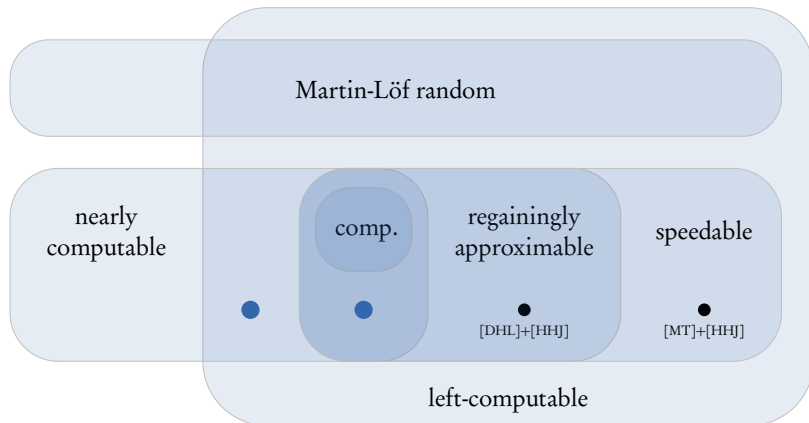 Martin-Löf random
nearly
computable
comp.
regainingly
approximable
speedable
[DHL]+[HHJ]
[MT]+[HHJ]
left-computable